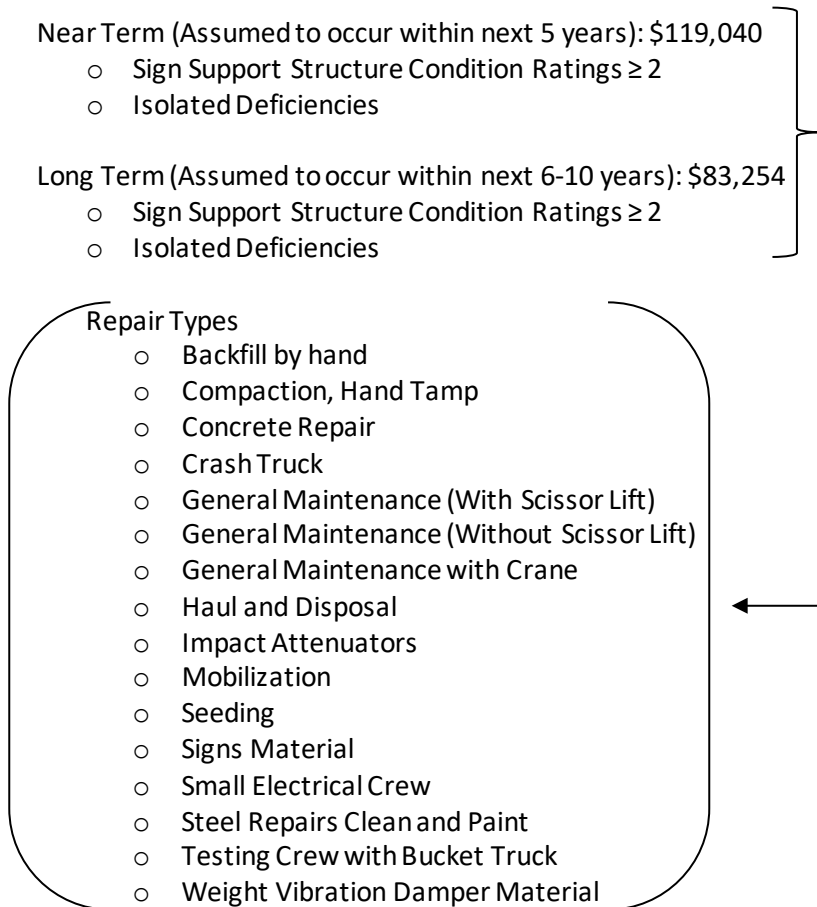 Near Term (Assumed to occur within next 5 years): $119,040
o Sign Support Structure Condition Ratings ≥ 2
o Isolated Deficiencies
Long Term (Assumed to occur within next 6-10 years): $83,254
o Sign Support Structure Condition Ratings ≥ 2
o Isolated Deficiencies
Repair Types
o Backfill by hand
o Compaction, Hand Tamp
o Concrete Repair
o Crash Truck
o General Maintenance (With Scissor Lift)
o General Maintenance (Without Scissor Lift)
o General Maintenance with Crane
o Haul and Disposal
o Impact Attenuators
o Mobilization
o Seeding
o Signs Material
o Small Electrical Crew
o Steel Repairs Clean and Paint
o Testing Crew with Bucket Truck
o Weight Vibration Damper Material